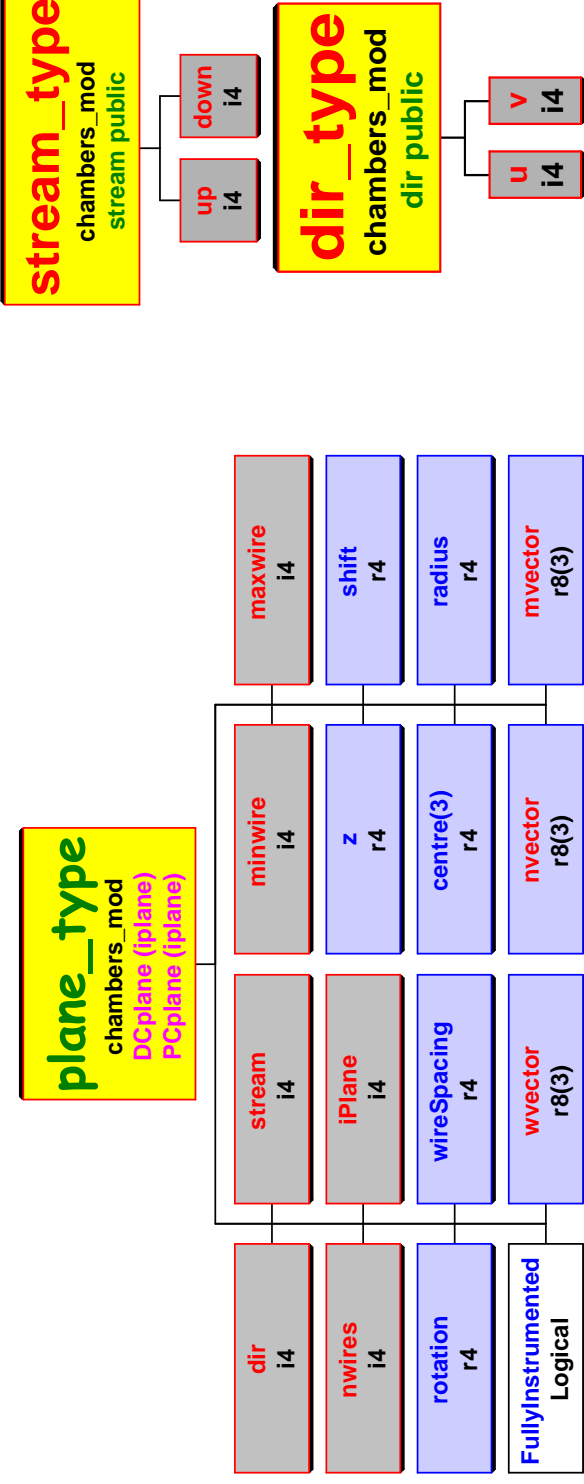 plane_type
chambers_mod
DCplane (iplane)
PCplane (iplane)
dir
i4
stream
i4
minwire
i4
maxwire
i4
nwires
i4
iPlane
i4
z
r4
shift
r4
rotation
r4
wireSpacing
r4
centre(3)
r4
radius
r4
FullyInstrumented
Logical
wvector
r8(3)
nvector
r8(3)
mvector
r8(3)
stream_type
chambers_mod
stream public
up
i4
down
i4
dir_type
chambers_mod
dir public
u
i4
v
i4